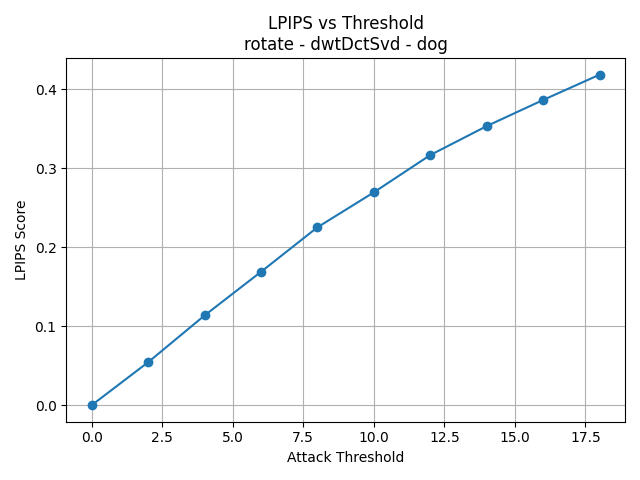 LPIPS vs Threshold
rotate - dwtDctSvd - dog
0.4
0.3
0.2
0.1
0.0
LPIPS Score
0.0 2.5 5.0 7.5 10.0 12.5 15.0 17.5
Attack Threshold